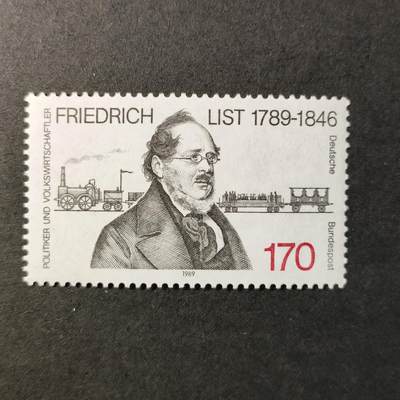 FRIEDRICH LIST 1789-1846
POLITIKER UND VOLKSWIRTSCHAFTLER
Deutsche Bundespost
170
1989